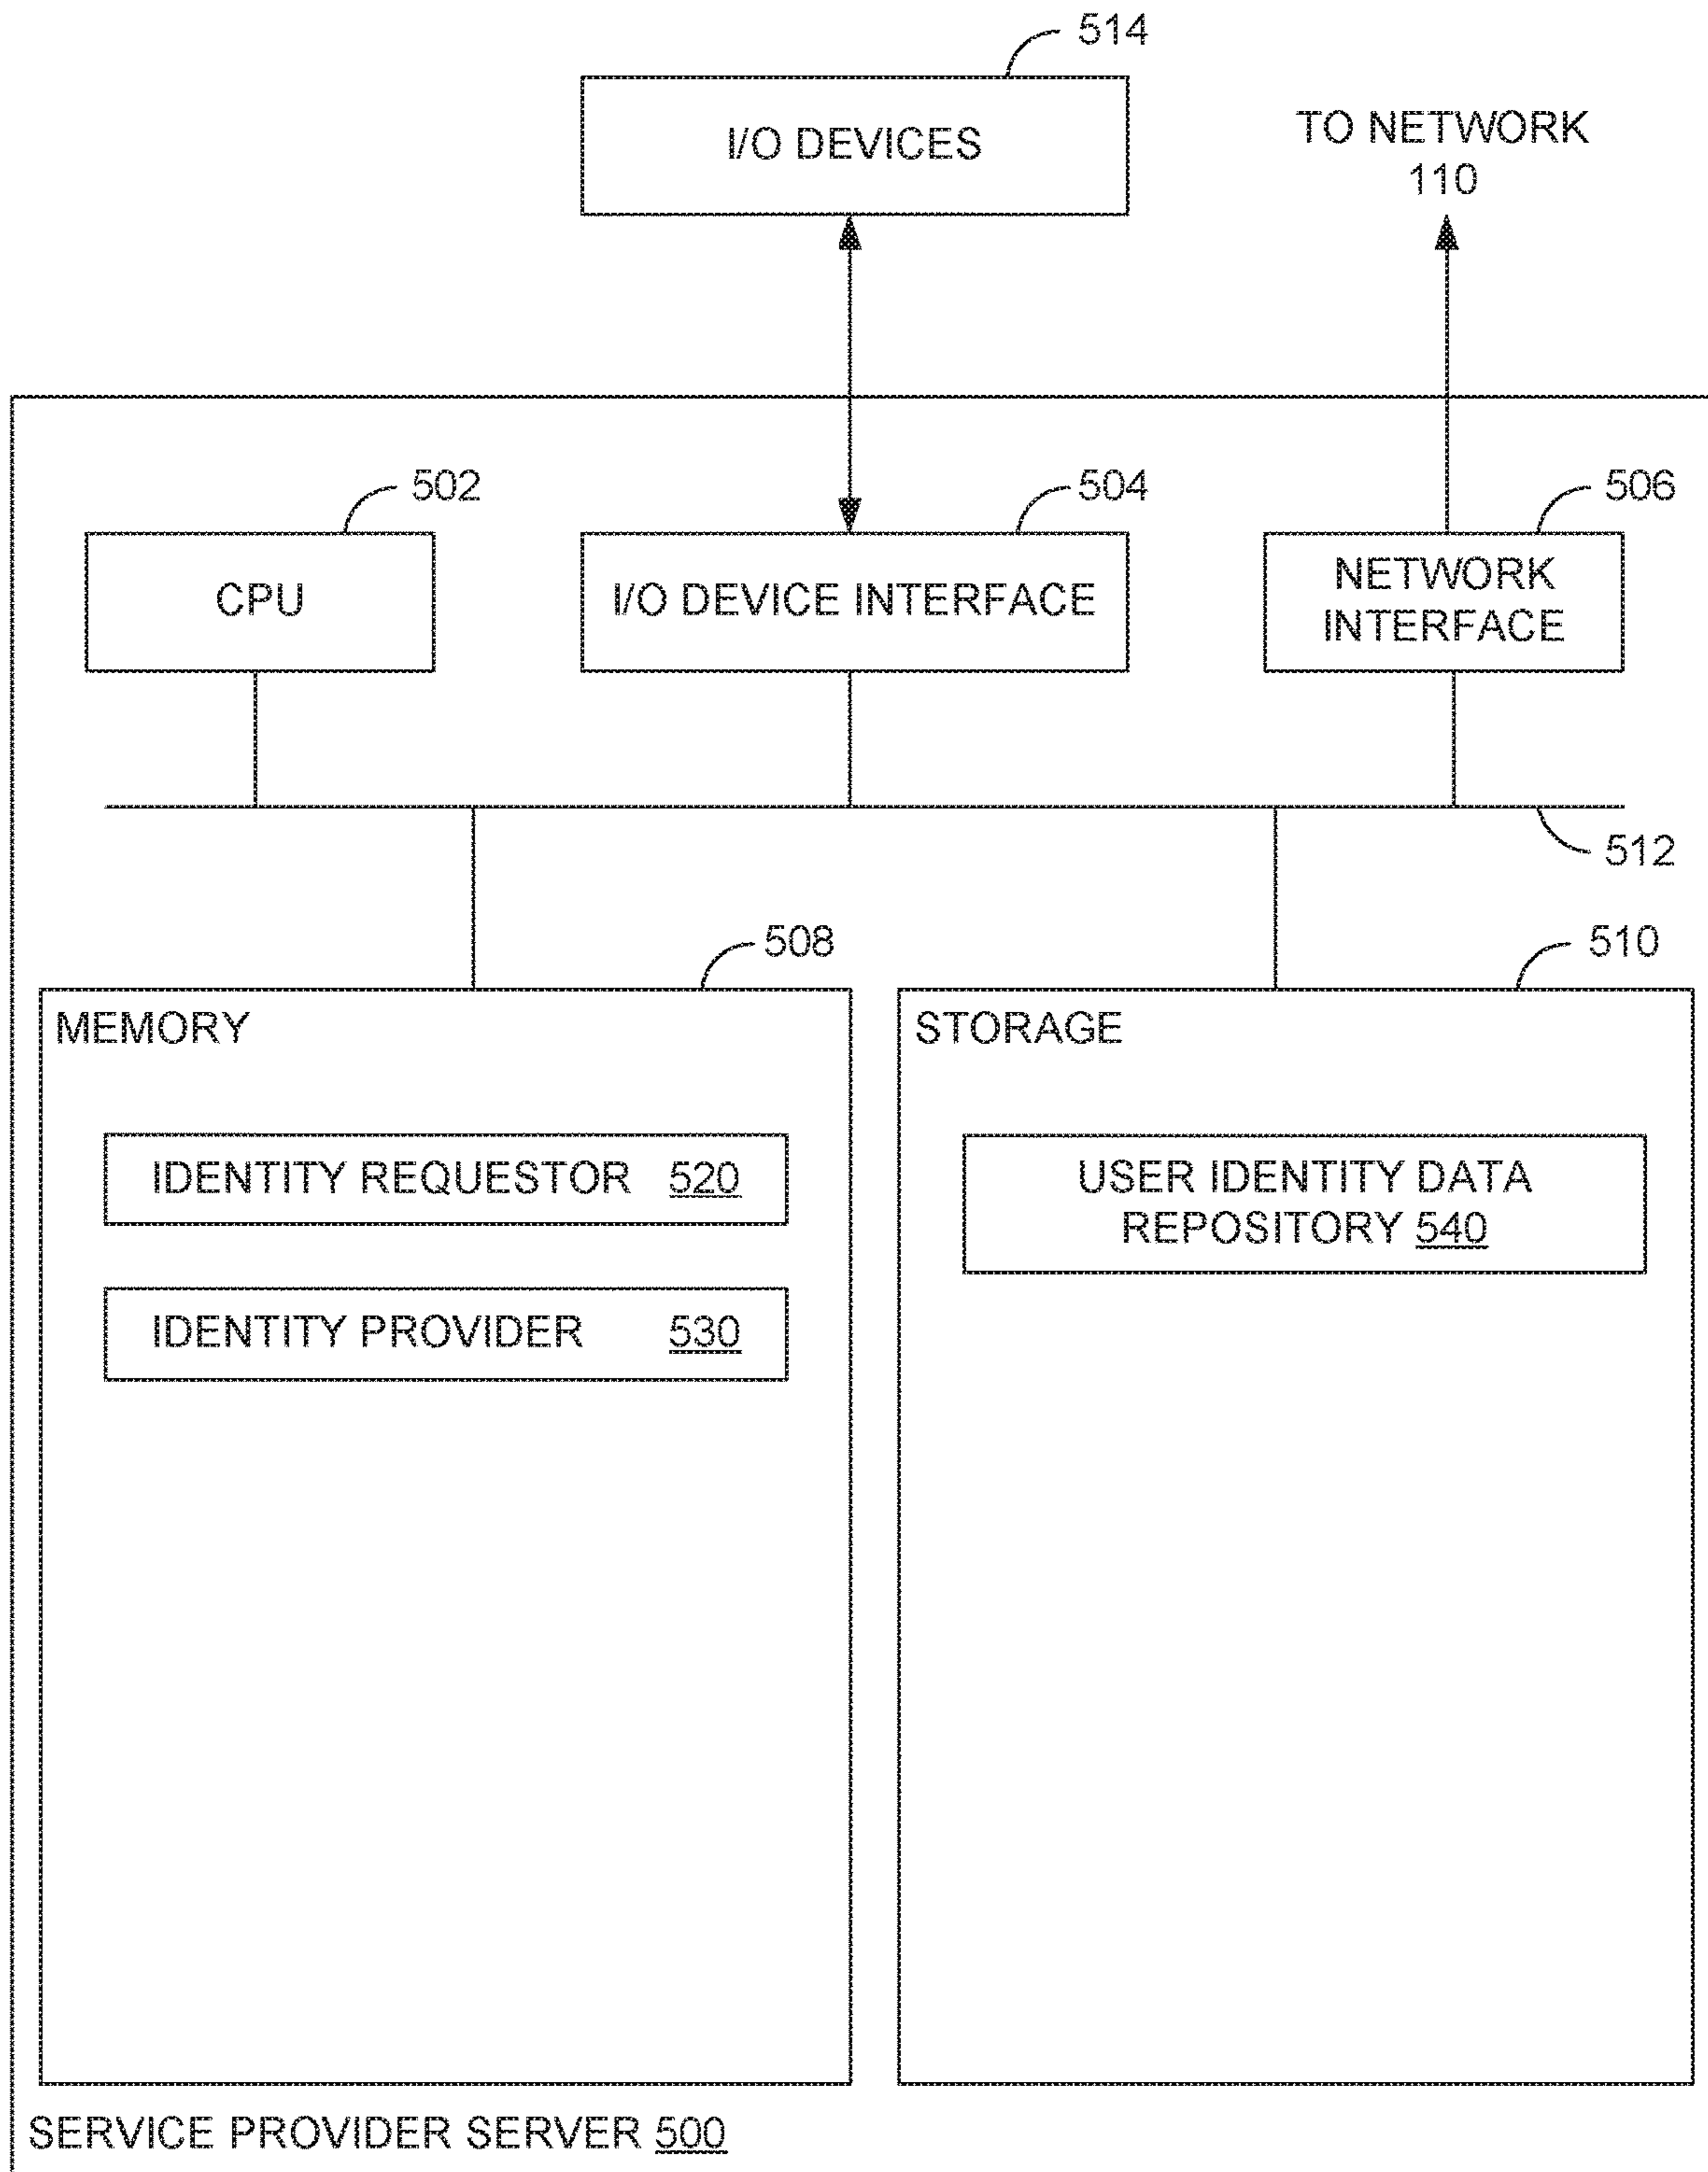 514
I/O DEVICES
TO NETWORK
110
502
504
506
CPU
I/O DEVICE INTERFACE
NETWORK
INTERFACE
512
508
510
MEMORY
STORAGE
IDENTITY REQUESTOR 520
USER IDENTITY DATA
REPOSITORY 540
IDENTITY PROVIDER 530
SERVICE PROVIDER SERVER 500